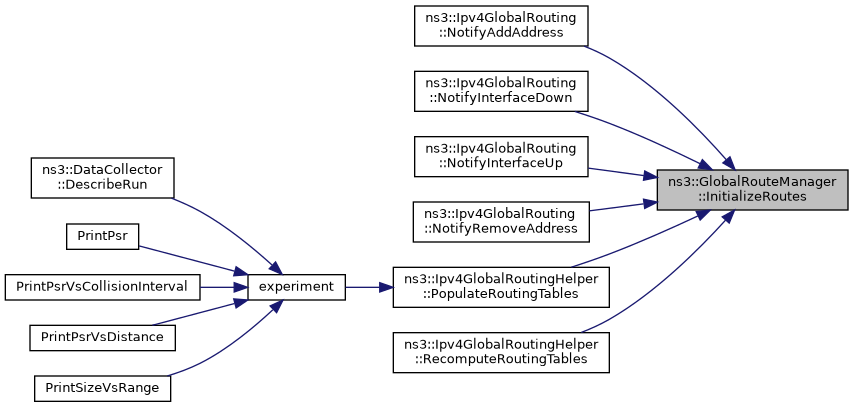 ns3::Ipv4GlobalRouting
::NotifyAddAddress
ns3::Ipv4GlobalRouting
::NotifyInterfaceDown
ns3::Ipv4GlobalRouting
::NotifyInterfaceUp
ns3::DataCollector
::DescribeRun
ns3::GlobalRouteManager
::InitializeRoutes
ns3::Ipv4GlobalRouting
::NotifyRemoveAddress
PrintPsr
PrintPsrVsCollisionInterval
experiment
ns3::Ipv4GlobalRoutingHelper
::PopulateRoutingTables
PrintPsrVsDistance
ns3::Ipv4GlobalRoutingHelper
::RecomputeRoutingTables
PrintSizeVsRange